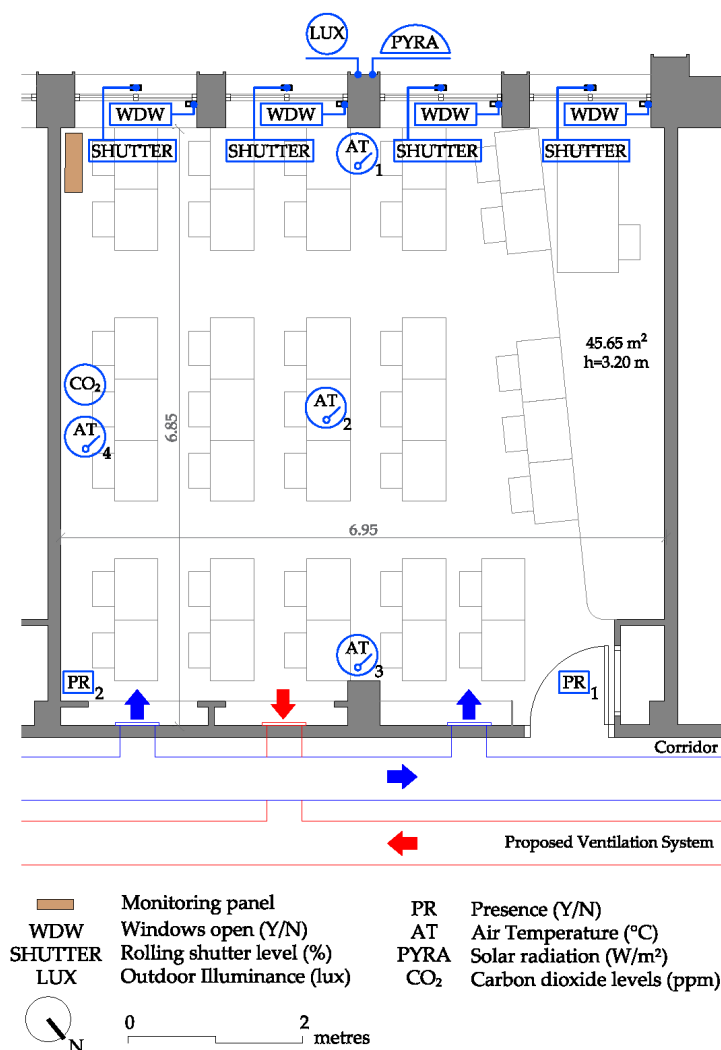 LUX PYRA
WDW WDW WDW WDW
SHUTTER SHUTTER SHUTTER SHUTTER
AT 1
45.65 m²
h=3.20 m
CO₂
AT 2
AT 4
6.85
6.95
AT 3
PR 2
PR 1
Corridor
Proposed Ventilation System
Monitoring panel
WDW Windows open (Y/N)
SHUTTER Rolling shutter level (%)
LUX Outdoor Illuminance (lux)
PR Presence (Y/N)
AT Air Temperature (°C)
PYRA Solar radiation (W/m²)
CO₂ Carbon dioxide levels (ppm)
N
0 2
metres